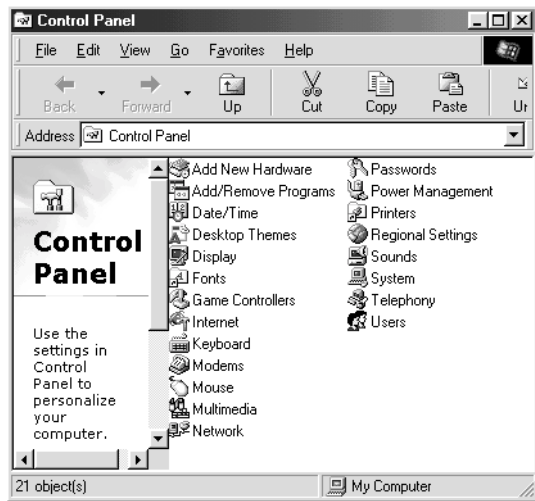 Control Panel
File Edit View Go Favorites Help
Back Forward Up Cut Copy Paste
Address Control Panel
Control
Panel
Use the
settings in
Control
Panel to
personalize
your
computer.
Add New Hardware
Add/Remove Programs
Date/Time
Desktop Themes
Display
Fonts
Game Controllers
Internet
Keyboard
Modems
Mouse
Multimedia
Network
Passwords
Power Management
Printers
Regional Settings
Sounds
System
Telephony
Users
21 object(s)
My Computer